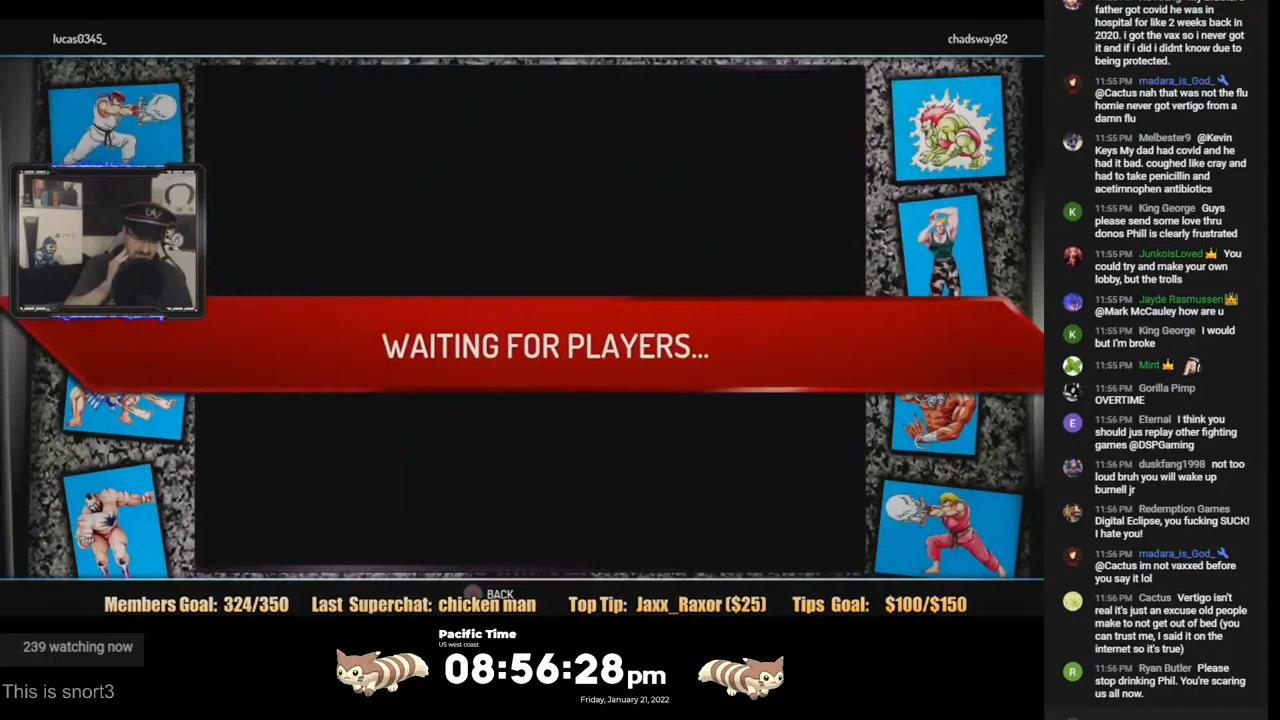 lucas0345_
chadsway92
WAITING FOR PLAYERS...
BACK
Members Goal: 324/350
Last Superchat: chicken man
Top Tip: Jaxx_Raxor ($25)
Tips Goal: $100/$150
239 watching now
This is snort3
Pacific Time
US west coast
08:56:28pm
Friday, January 21, 2022
father got covid he was in
hospital for like 2 weeks back in
2020. i got the vax so i never got
it and if i did i didnt know due to
being protected.
11:55 PM madara_is_God_
@Cactus nah that was not the flu
homie never got vertigo from a
damn flu
11:55 PM Melbester9 @Kevin
Keys My dad had covid and he
had it bad. coughed like cray and
had to take penicillin and
acetimnophen antibiotics
11:55 PM King George Guys
please send some love thru
donos Phill is clearly frustrated
11:55 PM JunkoisLoved You
could try and make your own
lobby, but the trolls
11:55 PM Jayde Rasmussen
@Mark McCauley how are u
11:55 PM King George I would
but I'm broke
11:55 PM Mint
11:56 PM Gorilla Pimp
OVERTIME
11:56 PM Eternal I think you
should jus replay other fighting
games @DSPGaming
11:56 PM duskfang1998 not too
loud bruh you will wake up
burnell jr
11:56 PM Redemption Games
Digital Eclipse, you fucking SUCK!
I hate you!
11:56 PM madara_is_God_
@Cactus im not vaxxed before
you say it lol
11:56 PM Cactus Vertigo isn't
real it's just an excuse old people
make to not get out of bed (you
can trust me, I said it on the
internet so it's true)
11:56 PM Ryan Butler Please
stop drinking Phil. You're scaring
us all now.